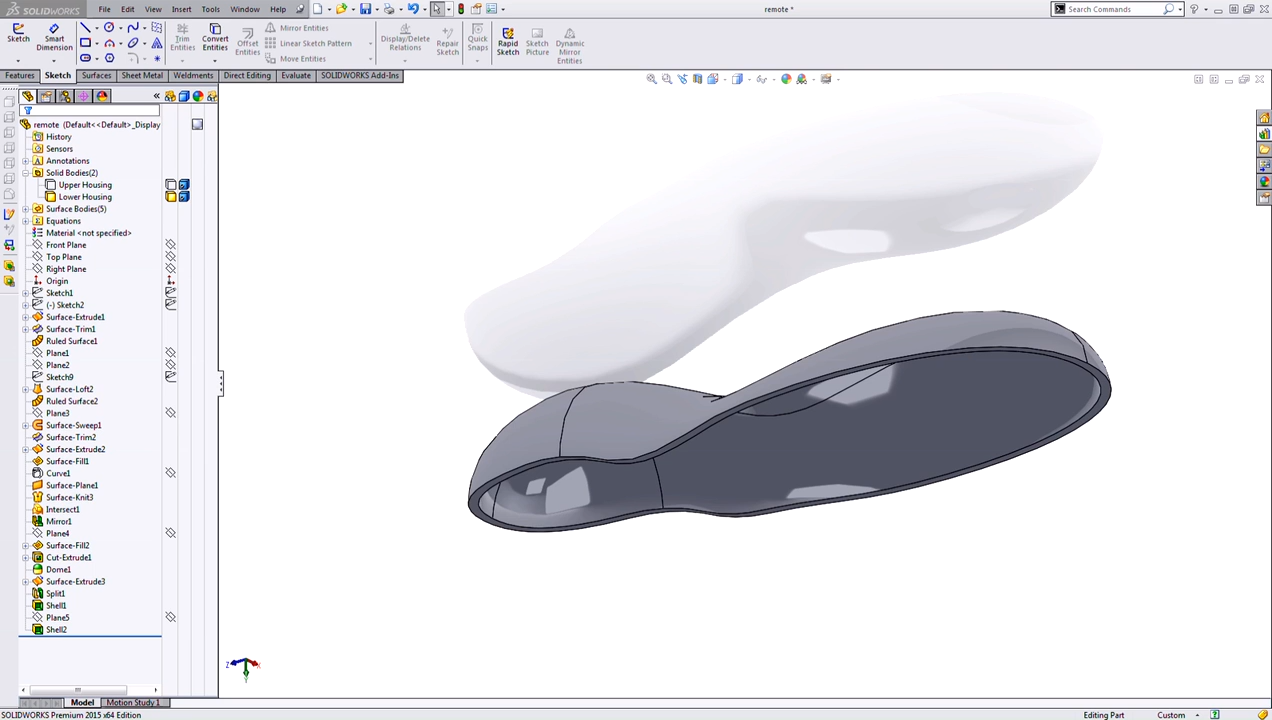 SOLIDWORKS
File Edit View Insert Tools Window Help
remote *
Search Commands
Sketch
Smart Dimension
Trim Entities
Convert Entities
Offset Entities
Mirror Entities
Linear Sketch Pattern
Move Entities
Display/Delete Relations
Repair Sketch
Quick Snaps
Rapid Sketch
Sketch Picture
Dynamic Mirror Entities
Features Sketch Surfaces Sheet Metal Weldments Direct Editing Evaluate SOLIDWORKS Add-Ins
remote (Default<<Default>_Display
History
Sensors
Annotations
Solid Bodies(2)
Upper Housing
Lower Housing
Surface Bodies(5)
Equations
Material <not specified>
Front Plane
Top Plane
Right Plane
Origin
Sketch1
(-) Sketch2
Surface-Extrude1
Surface-Trim1
Ruled Surface1
Plane1
Plane2
Sketch9
Surface-Loft2
Ruled Surface2
Plane3
Surface-Sweep1
Surface-Trim2
Surface-Extrude2
Surface-Fill1
Curve1
Surface-Plane1
Surface-Knit3
Intersect1
Mirror1
Plane4
Surface-Fill2
Cut-Extrude1
Dome1
Surface-Extrude3
Split1
Shell1
Plane5
Shell2
Z X Y
Model Motion Study 1
SOLIDWORKS Premium 2015 x64 Edition
Editing Part Custom